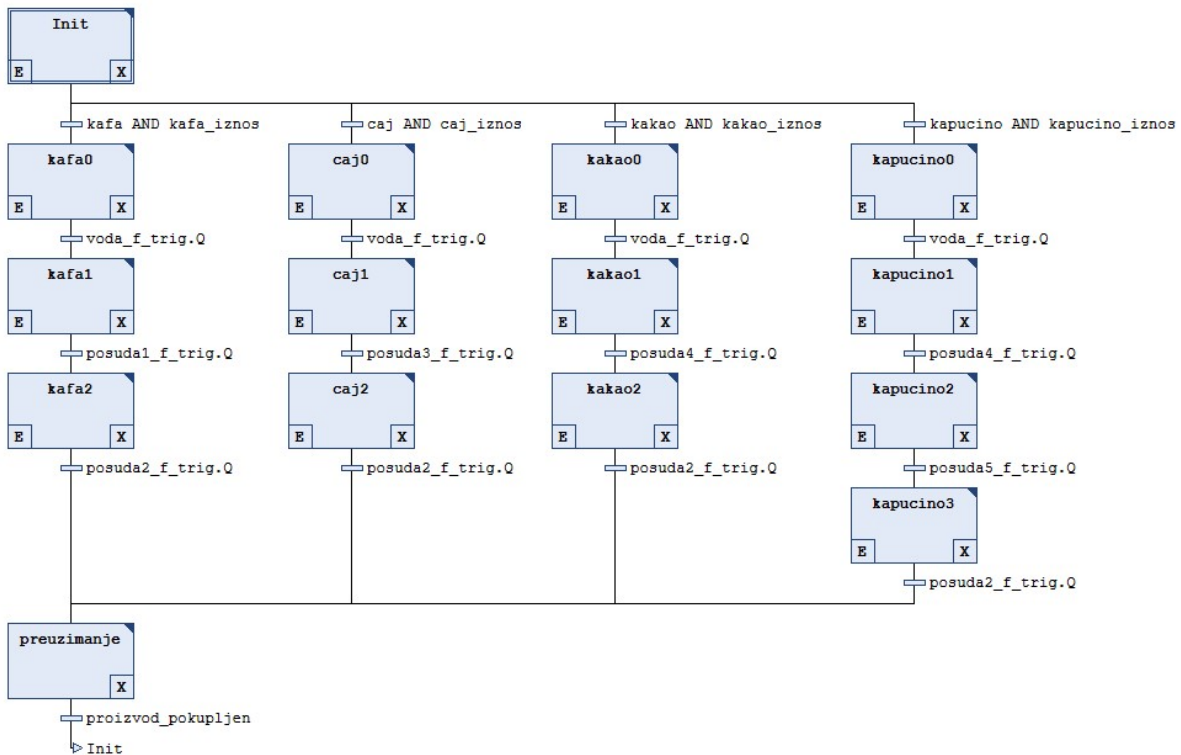 Init
E X
kafa AND kafa_iznos caj AND caj_iznos kakao AND kakao_iznos kapucino AND kapucino_iznos
kafa0 caj0 kakao0 kapucino0
E X E X E X E X
voda_f_trig.Q voda_f_trig.Q voda_f_trig.Q voda_f_trig.Q
kafa1 caj1 kakao1 kapucino1
E X E X E X E X
posuda1_f_trig.Q posuda3_f_trig.Q posuda4_f_trig.Q posuda4_f_trig.Q
kafa2 caj2 kakao2 kapucino2
E X E X E X E X
posuda2_f_trig.Q posuda2_f_trig.Q posuda2_f_trig.Q posuda5_f_trig.Q
kapucino3
E X
posuda2_f_trig.Q
preuzimanje
X
proizvod_pokupljen
Init